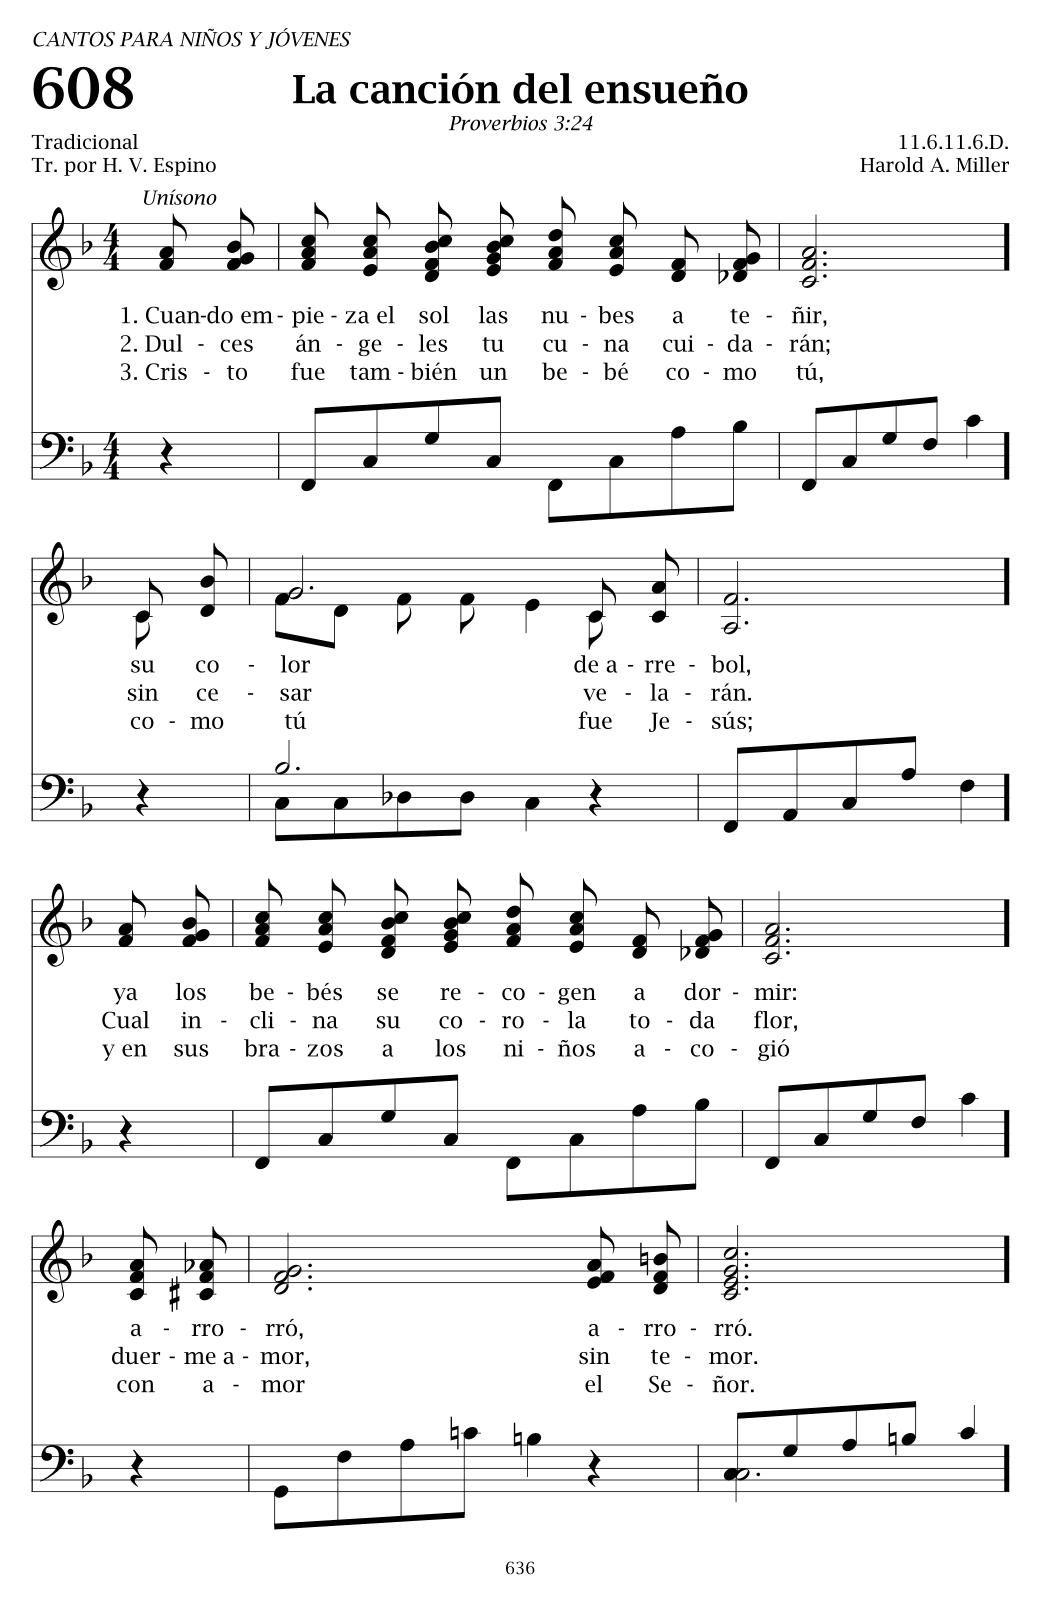 CANTOS PARA NIÑOS Y JÓVENES
608
La canción del ensueño
Proverbios 3:24
Tradicional
11.6.11.6.D.
Tr. por H. V. Espino
Harold A. Miller
Unísono
1. Cuan-do em - pie - za el sol las nu - bes a te - ñir,
2. Dul - ces án - ge - les tu cu - na cui - da - rán;
3. Cris - to fue tam - bién un be - bé co - mo tú,
su co - lor de a - rre - bol,
sin ce - sar ve - la - rán.
co - mo tú fue Je - sús;
ya los be - bés se re - co - gen a dor - mir:
Cual in - cli - na su co - ro - la to - da flor,
y en sus bra - zos a los ni - ños a - co - gió
a - rro - rró, a - rro - rró.
duer - me a - mor, sin te - mor.
con a - mor el Se - ñor.
636